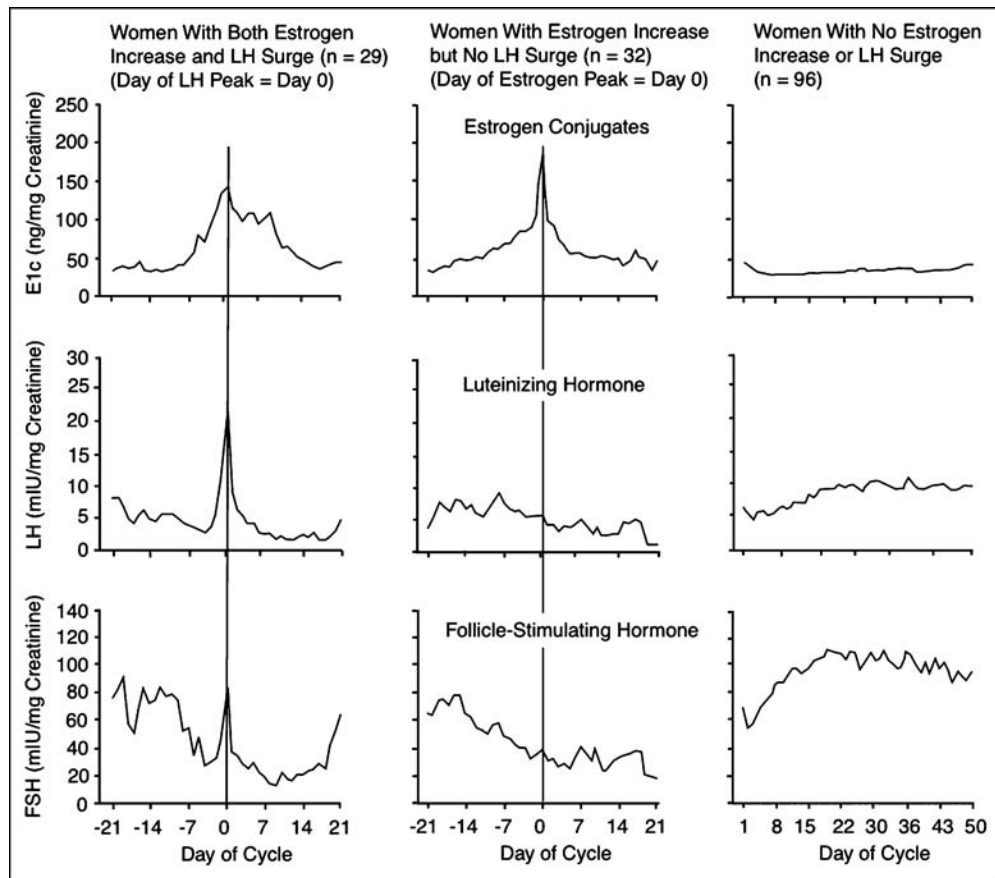 Women With Both Estrogen
Increase and LH Surge (n = 29)
(Day of LH Peak = Day 0)
Women With Estrogen Increase
but No LH Surge (n = 32)
(Day of Estrogen Peak = Day 0)
Women With No Estrogen
Increase or LH Surge
(n = 96)
E1c (ng/mg Creatinine)
250
200
150
100
50
0
Estrogen Conjugates
LH (mIU/mg Creatinine)
30
25
20
15
10
5
0
Luteinizing Hormone
FSH (mIU/mg Creatinine)
140
120
100
80
60
40
20
0
Follicle-Stimulating Hormone
-21 -14 -7 0 7 14 21
Day of Cycle
-21 -14 -7 0 7 14 21
Day of Cycle
1 8 15 22 30 36 43 50
Day of Cycle